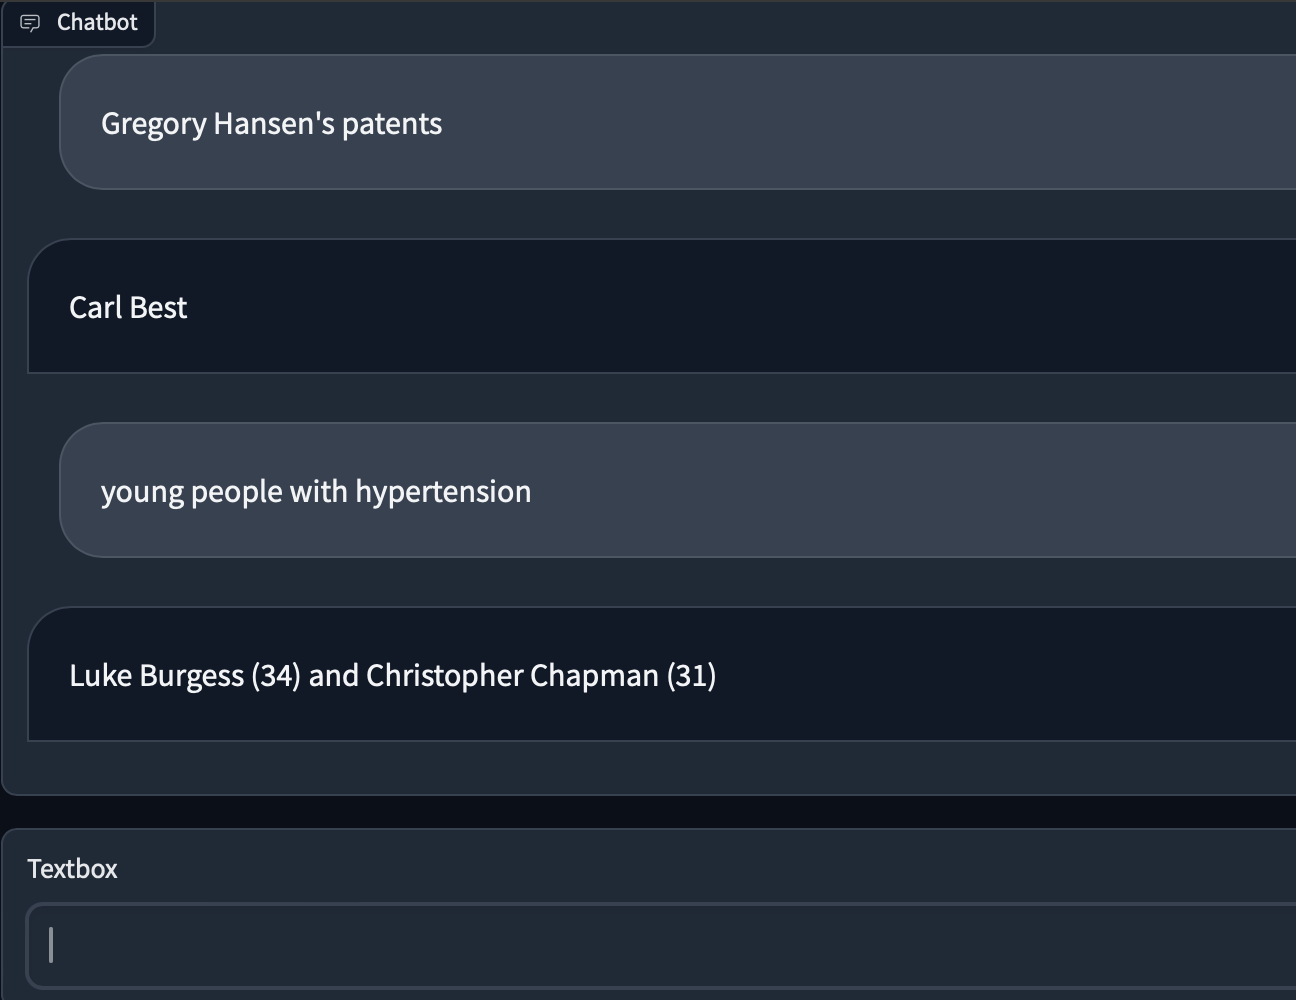 Chatbot
Gregory Hansen's patents
Carl Best
young people with hypertension
Luke Burgess (34) and Christopher Chapman (31)
Textbox